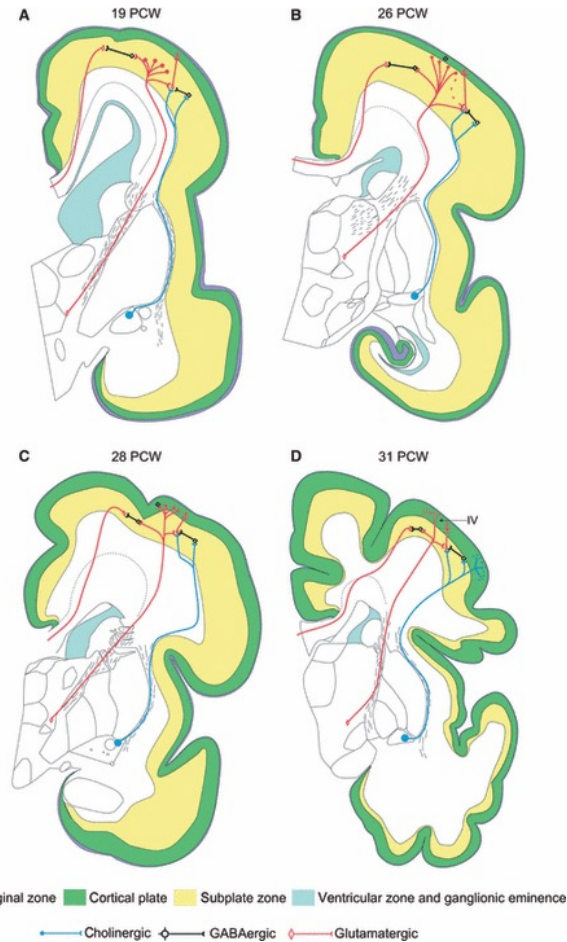 A
19 PCW
B
26 PCW
C
28 PCW
D
31 PCW
IV
ginal zone Cortical plate Subplate zone Ventricular zone and ganglionic eminence
Cholinergic GABAergic Glutamatergic